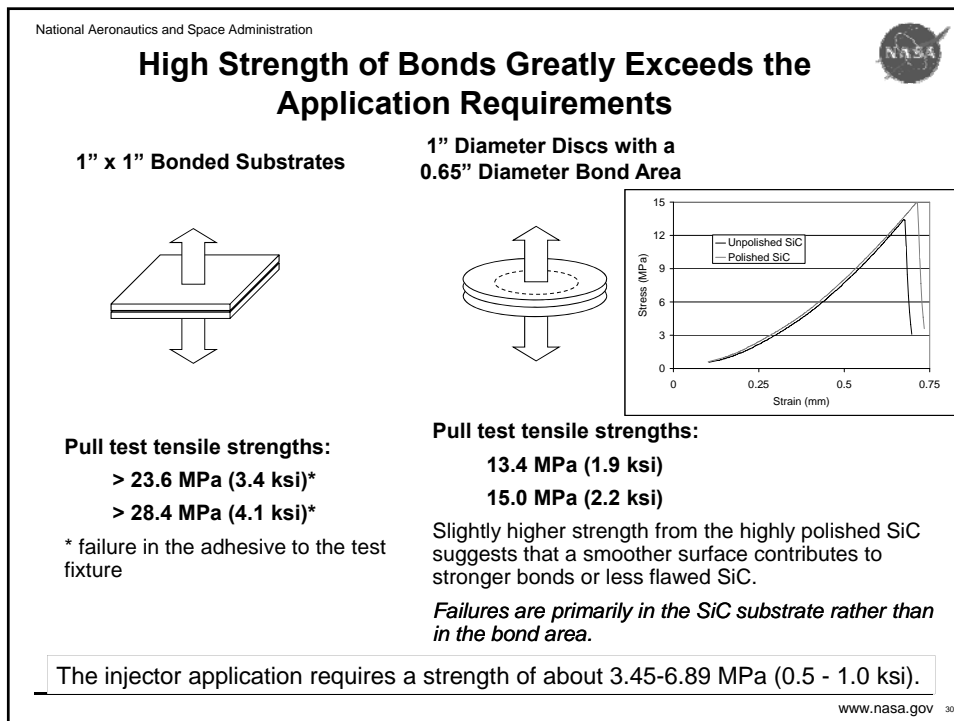 National Aeronautics and Space Administration
NASA
High Strength of Bonds Greatly Exceeds the
Application Requirements
1” x 1” Bonded Substrates
1” Diameter Discs with a
0.65” Diameter Bond Area
15
12
9
6
3
0
Stress (MPa)
Unpolished SiC
Polished SiC
0
0.25
0.5
0.75
Strain (mm)
Pull test tensile strengths:
> 23.6 MPa (3.4 ksi)*
> 28.4 MPa (4.1 ksi)*
* failure in the adhesive to the test
fixture
Pull test tensile strengths:
13.4 MPa (1.9 ksi)
15.0 MPa (2.2 ksi)
Slightly higher strength from the highly polished SiC
suggests that a smoother surface contributes to
stronger bonds or less flawed SiC.
Failures are primarily in the SiC substrate rather than
in the bond area.
The injector application requires a strength of about 3.45-6.89 MPa (0.5 - 1.0 ksi).
www.nasa.gov 30